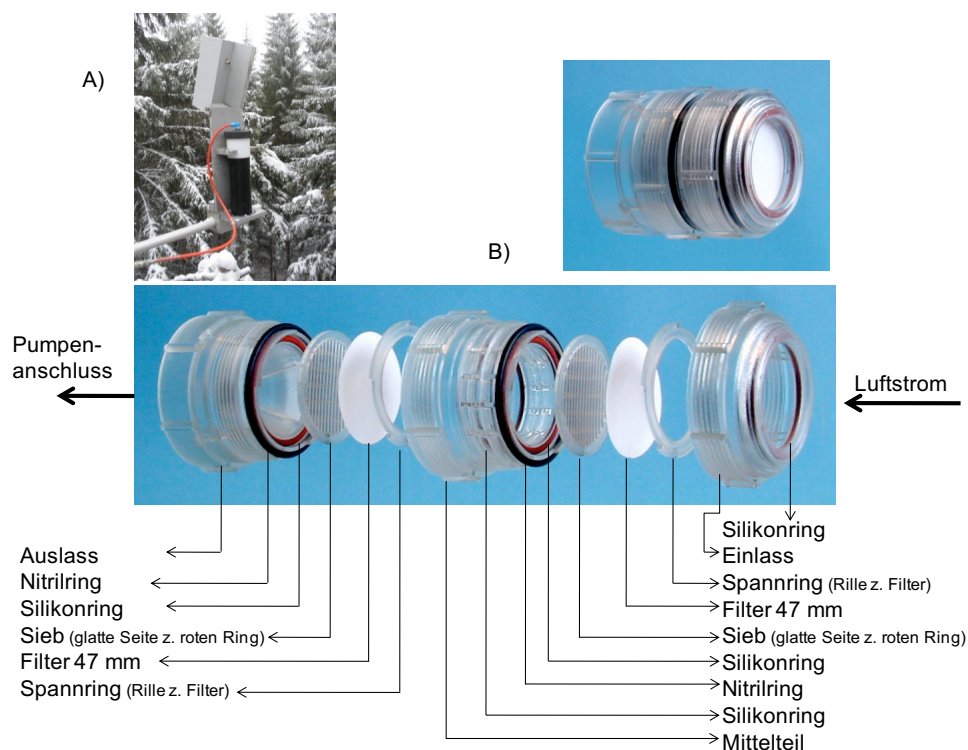 A)
B)
Pumpen-
anschluss
Luftstrom
Auslass
Nitrilring
Silikonring
Sieb (glatte Seite z. roten Ring)
Filter 47 mm
Spannring (Rille z. Filter)
Silikonring
Einlass
Spannring (Rille z. Filter)
Filter 47 mm
Sieb (glatte Seite z. roten Ring)
Silikonring
Nitrilring
Silikonring
Mittelteil